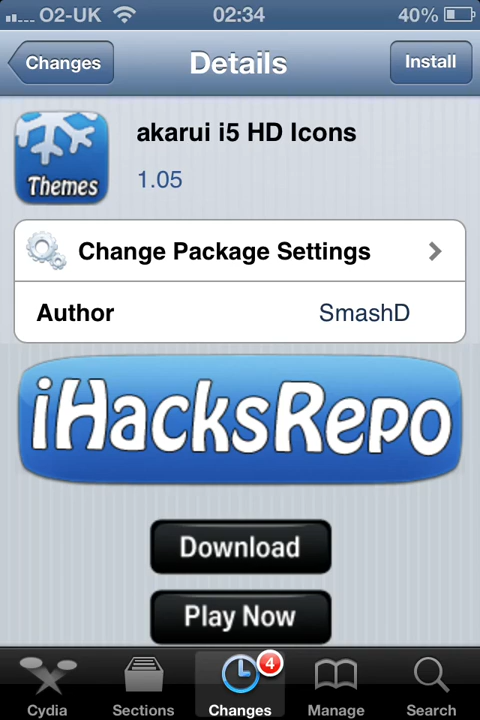 O2-UK 02:34 40%
Changes Details Install
Themes
akarui i5 HD Icons
1.05
Change Package Settings
Author SmashD
iHacksRepo
Download
Play Now
4
Cydia Sections Changes Manage Search